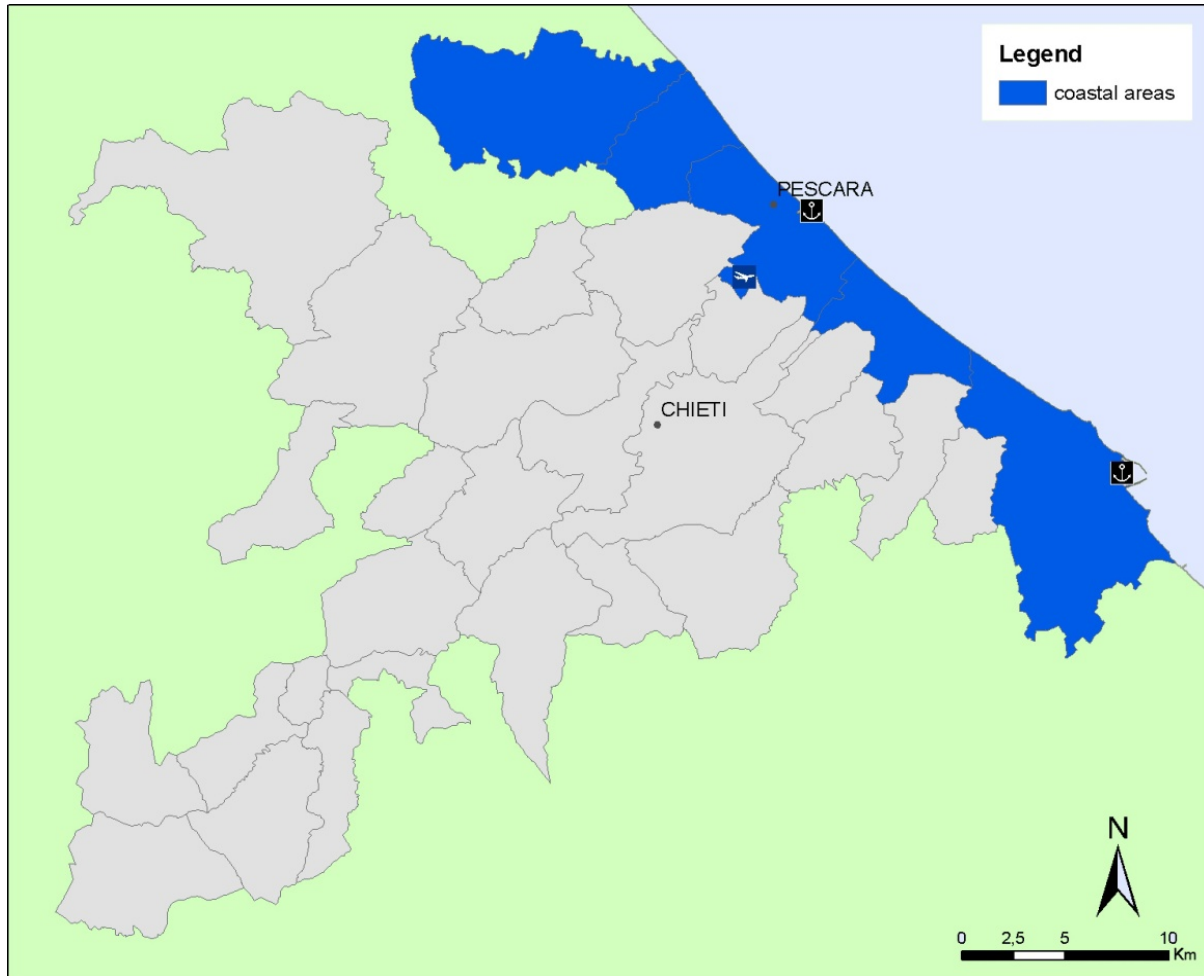 Legend
coastal areas
PESCARA
CHIETI
N
0 2,5 5 10
Km